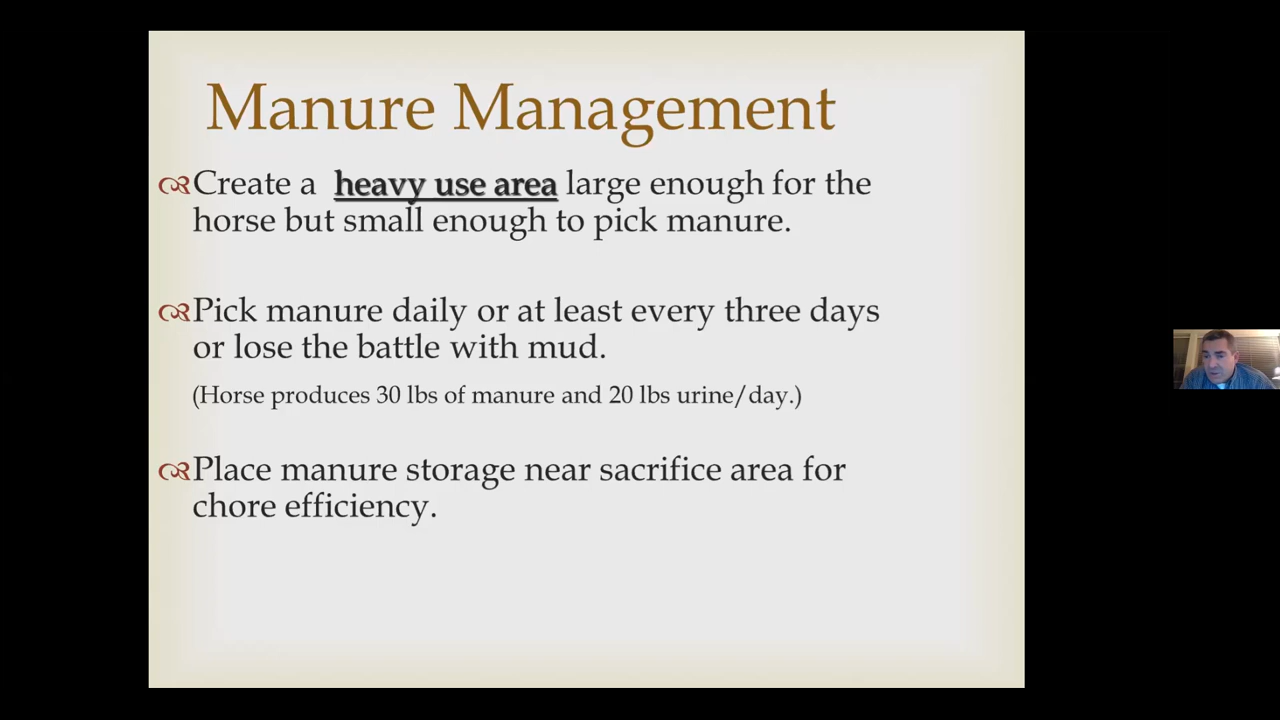 Manure Management
Create a heavy use area large enough for the
horse but small enough to pick manure.
Pick manure daily or at least every three days
or lose the battle with mud.
(Horse produces 30 lbs of manure and 20 lbs urine/day.)
Place manure storage near sacrifice area for
chore efficiency.